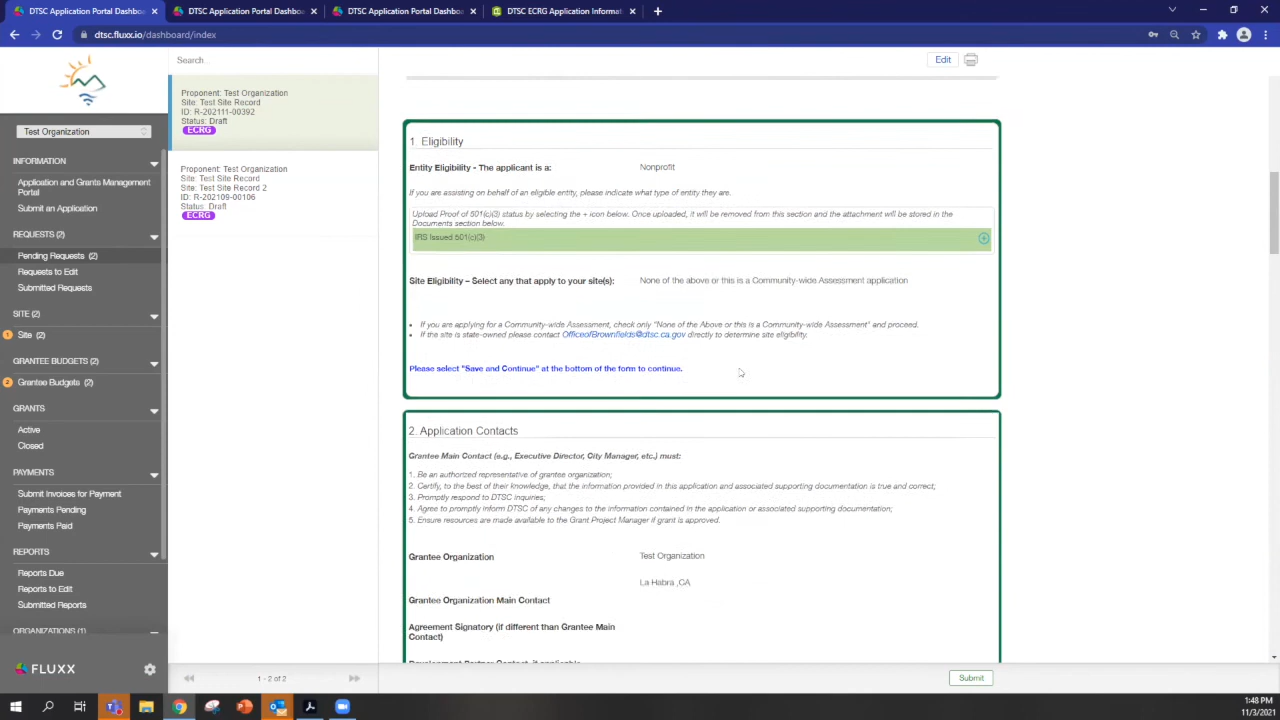 DTSC Application Portal Dashbo
DTSC Application Portal Dashbo
DTSC Application Portal Dashbo
DTSC ECRG Application Informat
dtsc.fluxx.io/dashboard/index
Search...
Edit
Test Organization
INFORMATION
Application and Grants Management
Portal
Submit an Application
REQUESTS (2)
Pending Requests (2)
Requests to Edit
Submitted Requests
SITE (2)
1 Site (2)
GRANTEE BUDGETS (2)
2 Grantee Budgets (2)
GRANTS
Active
Closed
PAYMENTS
Submit Invoices for Payment
Payments Pending
Payments Paid
REPORTS
Reports Due
Reports to Edit
Submitted Reports
ORGANIZATIONS (1)
FLUXX
Proponent: Test Organization
Site: Test Site Record
ID: R-202111-00392
Status: Draft
ECRG
Proponent: Test Organization
Site: Test Site Record
Site: Test Site Record 2
ID: R-202109-00106
Status: Draft
ECRG
1 - 2 of 2
1. Eligibility
Entity Eligibility - The applicant is a: Nonprofit
If you are assisting on behalf of an eligible entity, please indicate what type of entity they are.
Upload Proof of 501(c)(3) status by selecting the + icon below. Once uploaded, it will be removed from this section and the attachment will be stored in the
Documents section below.
IRS Issued 501(c)(3)
Site Eligibility – Select any that apply to your site(s): None of the above or this is a Community-wide Assessment application
• If you are applying for a Community-wide Assessment, check only "None of the Above or this is a Community-wide Assessment" and proceed.
• If the site is state-owned please contact OfficeofBrownfields@dtsc.ca.gov directly to determine site eligibility.
Please select "Save and Continue" at the bottom of the form to continue.
2. Application Contacts
Grantee Main Contact (e.g., Executive Director, City Manager, etc.) must:
1. Be an authorized representative of grantee organization;
2. Certify, to the best of their knowledge, that the information provided in this application and associated supporting documentation is true and correct;
3. Promptly respond to DTSC inquiries;
4. Agree to promptly inform DTSC of any changes to the information contained in the application or associated supporting documentation;
5. Ensure resources are made available to the Grant Project Manager if grant is approved.
Grantee Organization Test Organization
La Habra ,CA
Grantee Organization Main Contact
Agreement Signatory (if different than Grantee Main
Contact)
Development Partner Contact, if applicable
Submit
1:48 PM
11/3/2021